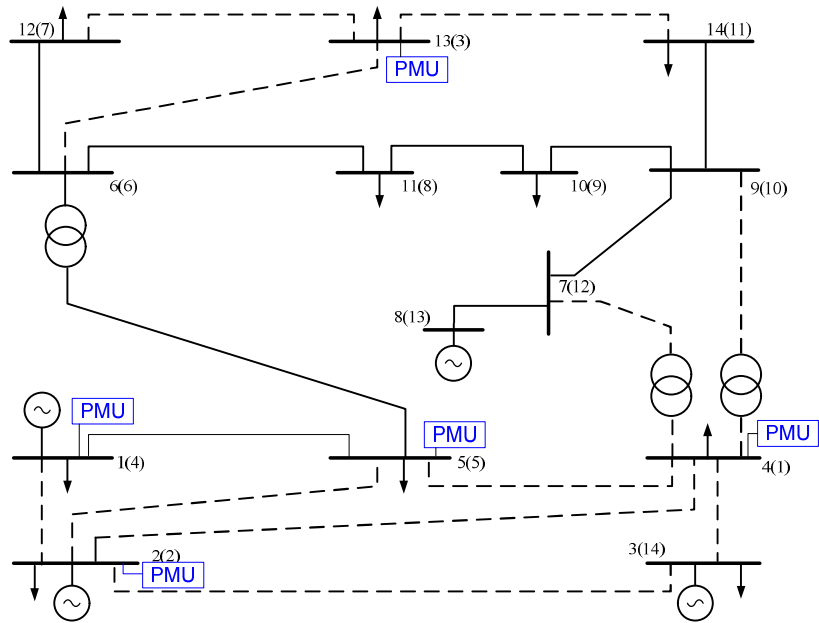 12(7)
13(3)
14(11)
PMU
6(6)
11(8)
10(9)
9(10)
7(12)
8(13)
PMU
PMU
PMU
1(4)
5(5)
4(1)
2(2)
3(14)
PMU